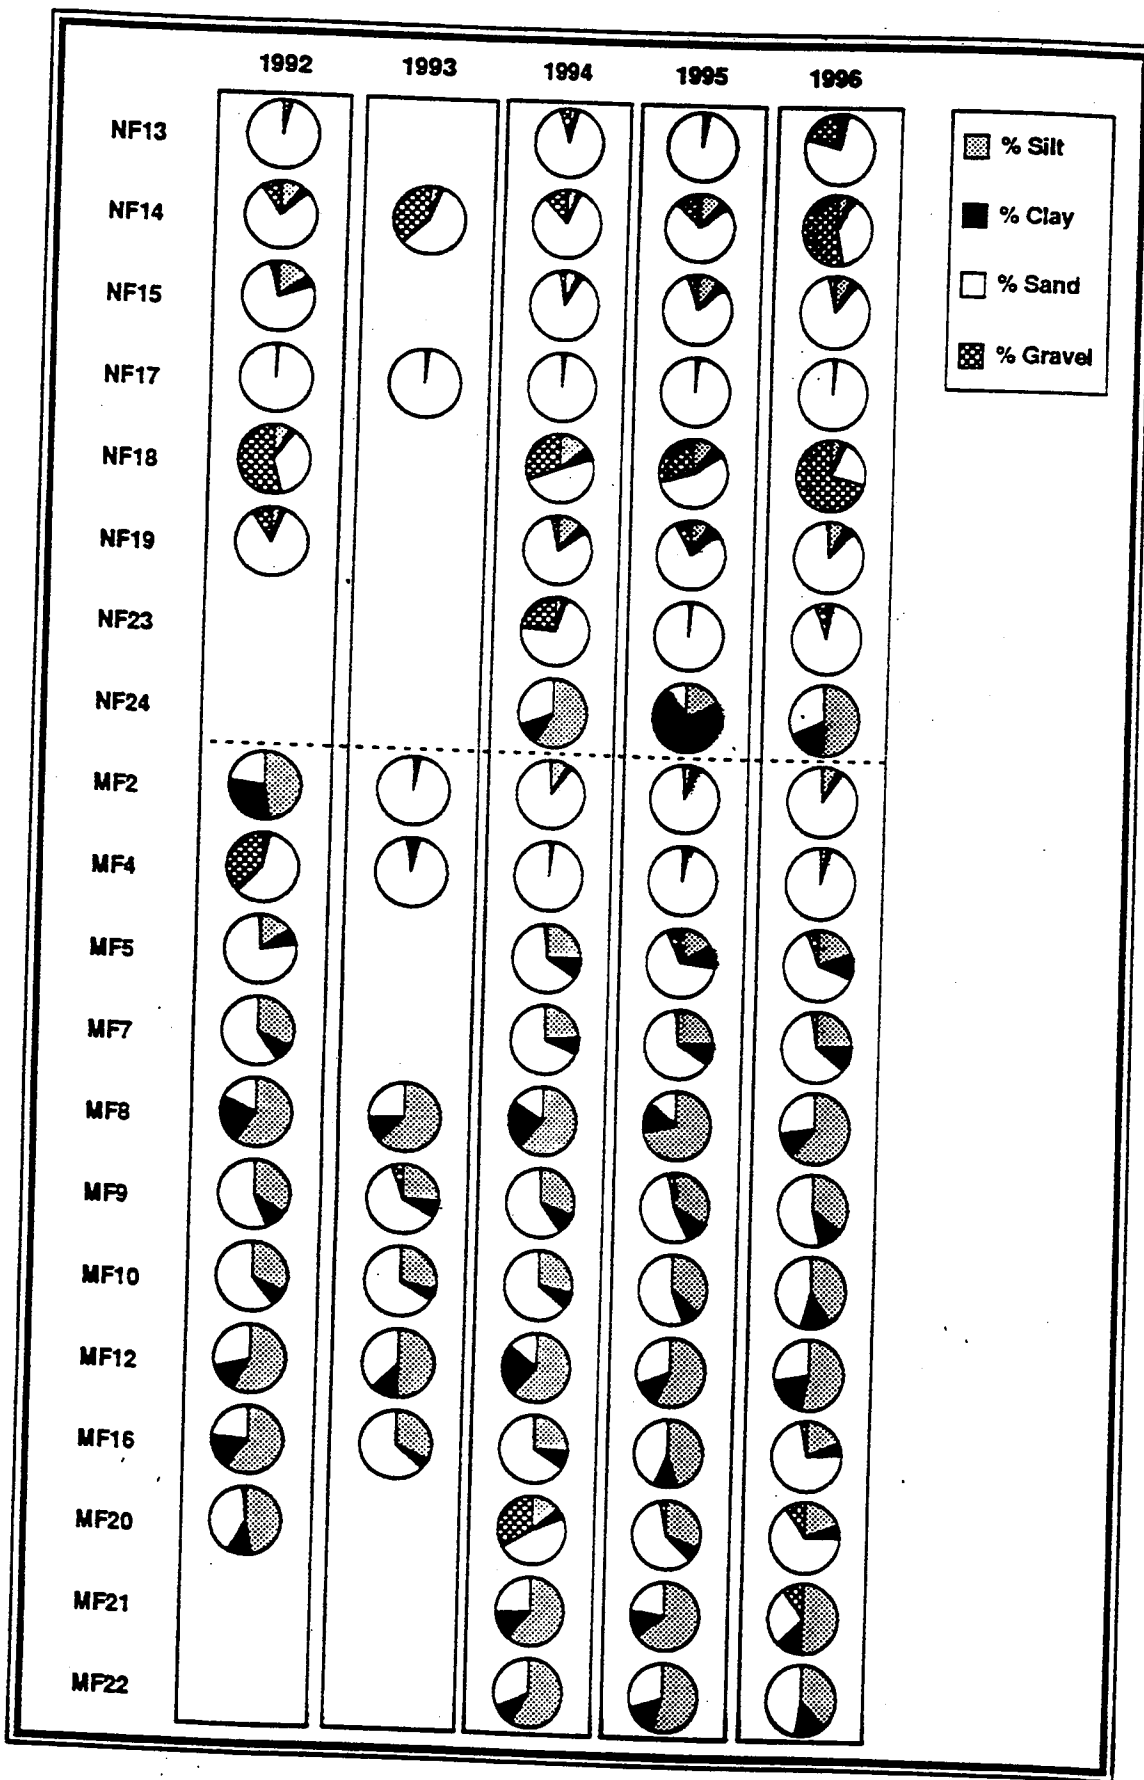 1992 1993 1994 1995 1996
NF13
NF14
NF15
NF17
NF18
NF19
NF23
NF24
MF2
MF4
MF5
MF7
MF8
MF9
MF10
MF12
MF16
MF20
MF21
MF22
% Silt
% Clay
% Sand
% Gravel